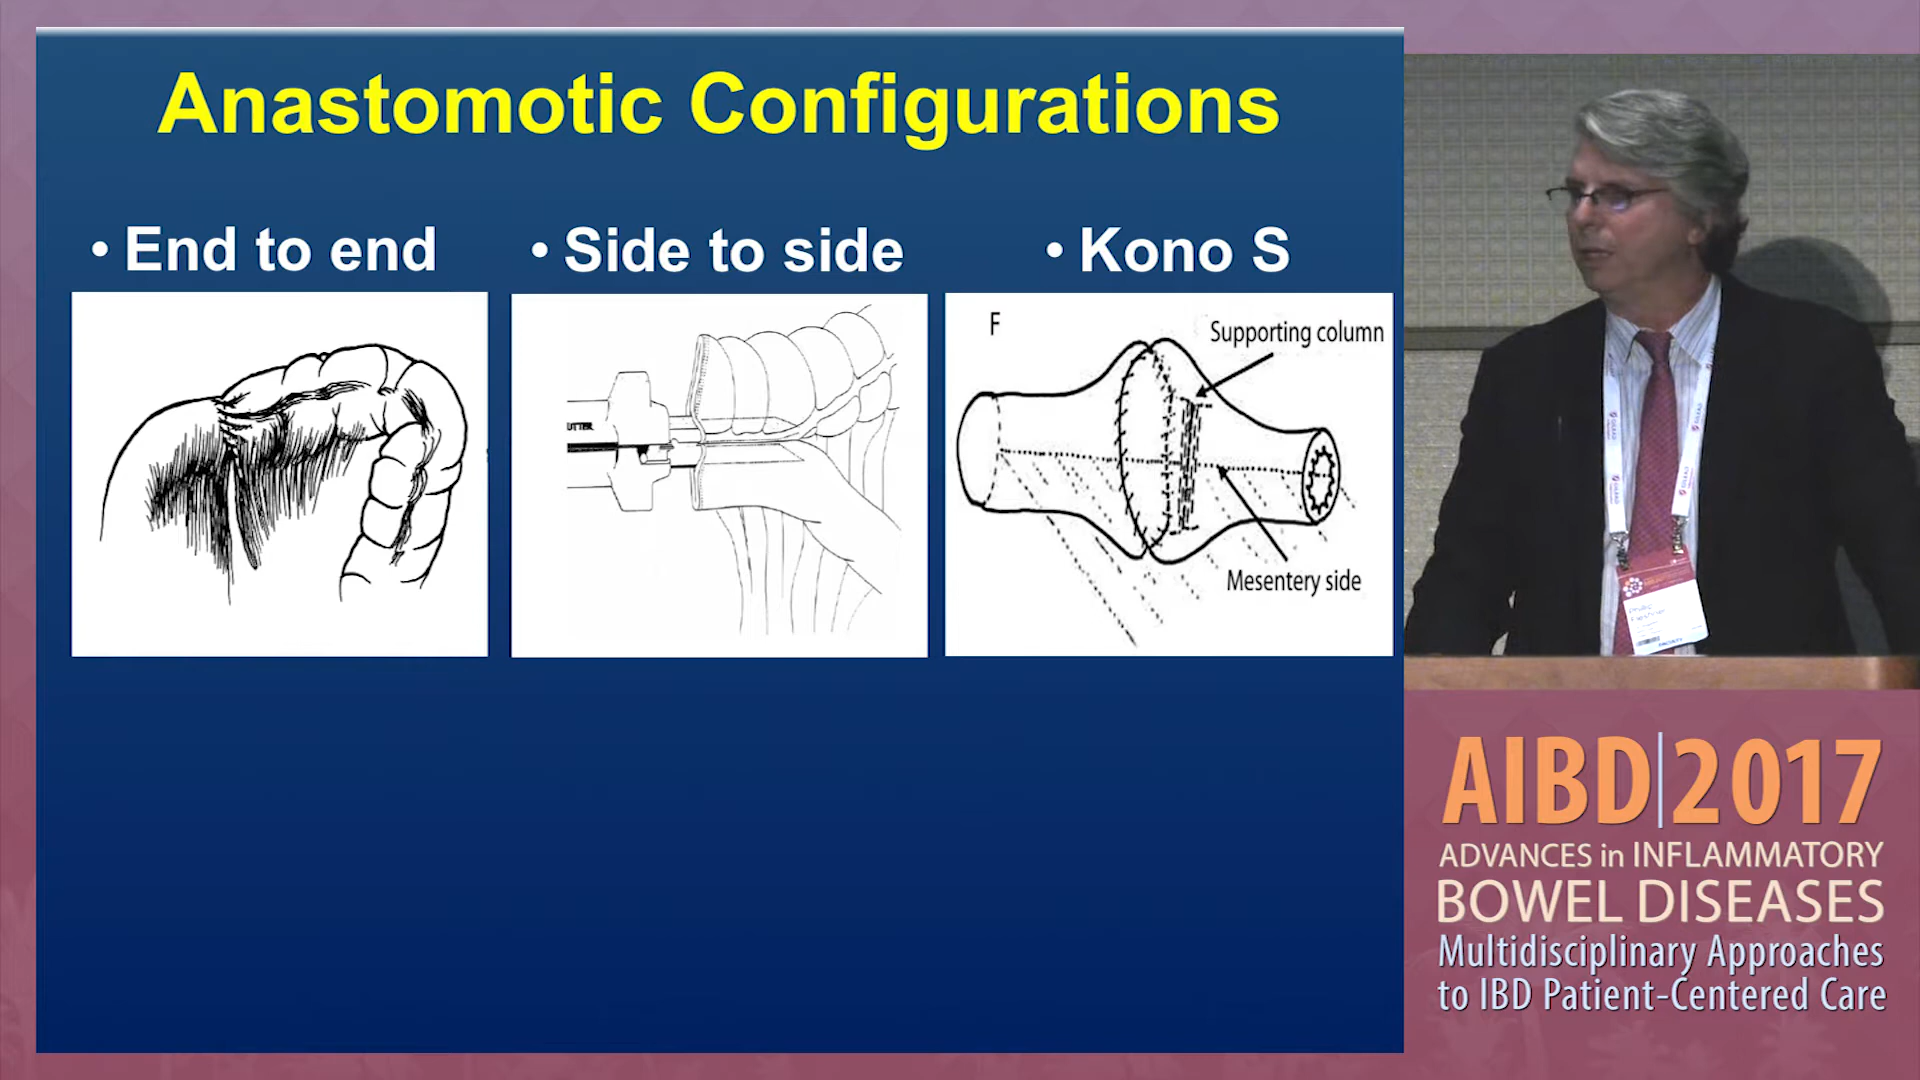 Anastomotic Configurations
• End to end
• Side to side
• Kono S
F
Supporting column
Mesentery side
AIBD|2017
ADVANCES in INFLAMMATORY
BOWEL DISEASES
Multidisciplinary Approaches
to IBD Patient-Centered Care